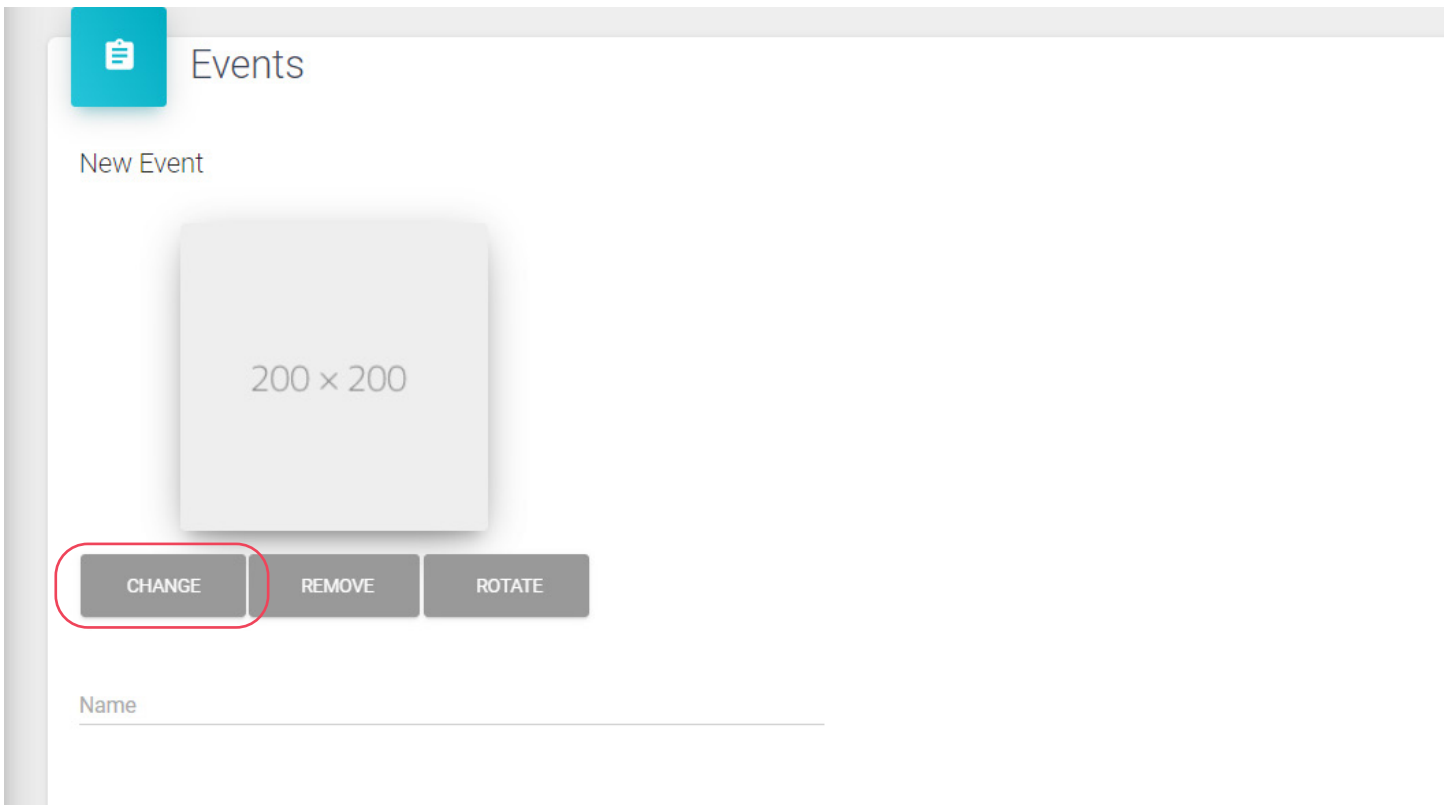 Events
New Event
200 × 200
CHANGE REMOVE ROTATE
Name